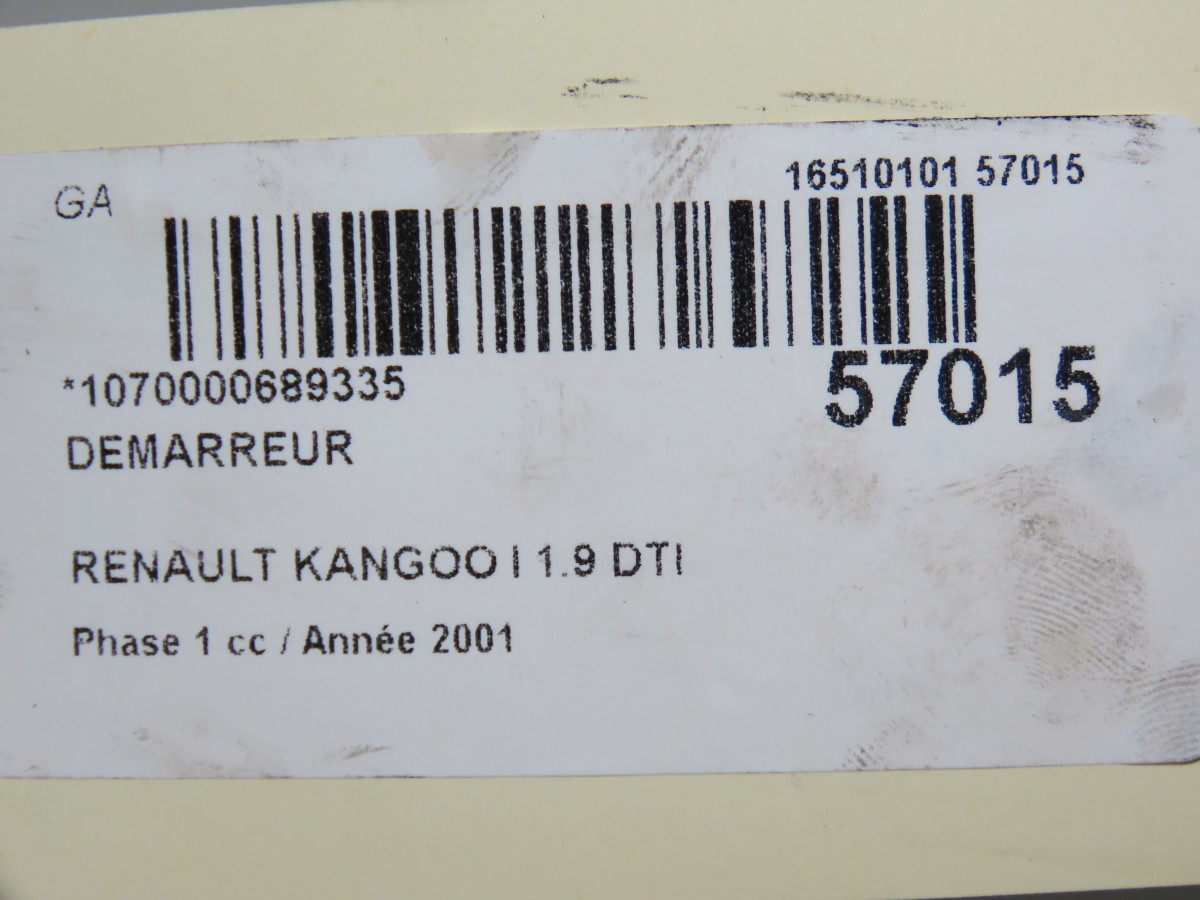 16510101 57015
GA
*1070000689335
57015
DEMARREUR
RENAULT KANGOO I 1.9 DTI
Phase 1 cc / Année 2001